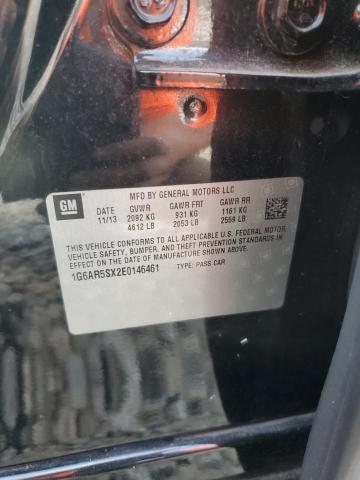 GM
MFD BY GENERAL MOTORS LLC
DATE GVWR GAWR FRT GAWR RR
11/13 2092 KG 931 KG 1161 KG
4612 LB 2053 LB 2559 LB
THIS VEHICLE CONFORMS TO ALL APPLICABLE U.S. FEDERAL MOTOR
VEHICLE SAFETY, BUMPER, AND THEFT PREVENTION STANDARDS IN
EFFECT ON THE DATE OF MANUFACTURE SHOWN ABOVE.
1G6AR5SX2E0146461 TYPE: PASS CAR